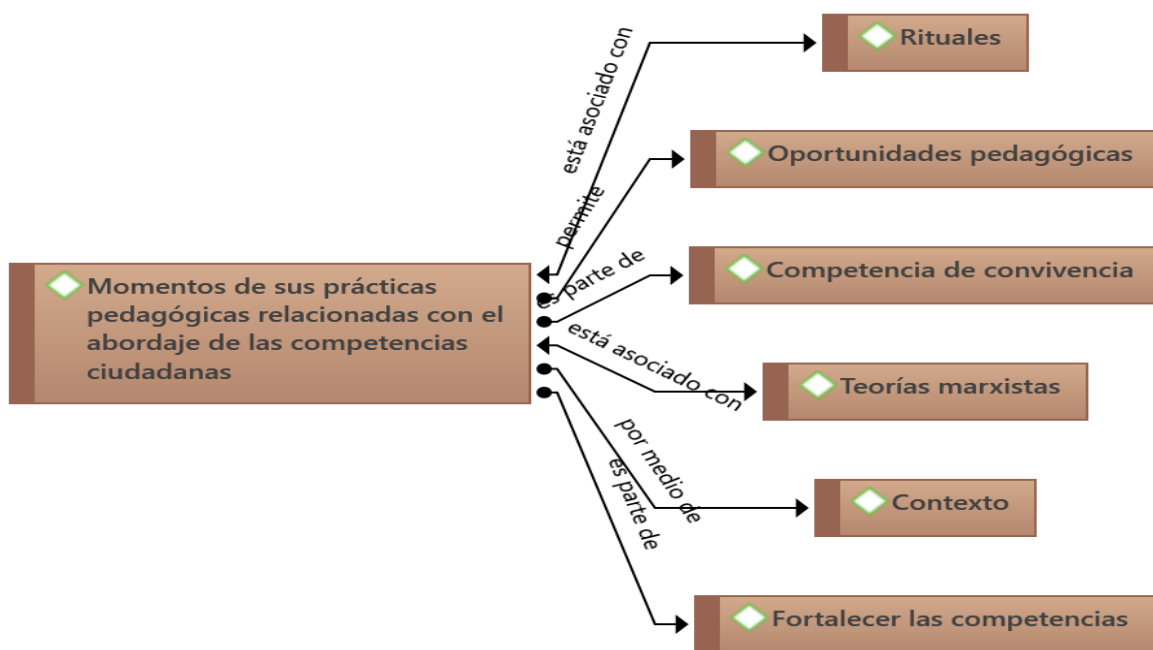 está asociado con
Rituales
permite
Oportunidades pedagógicas
es parte de
Competencia de convivencia
Momentos de sus prácticas
pedagógicas relacionadas con el
abordaje de las competencias
ciudadanas
está asociado con
Teorías marxistas
por medio de
Contexto
es parte de
Fortalecer las competencias